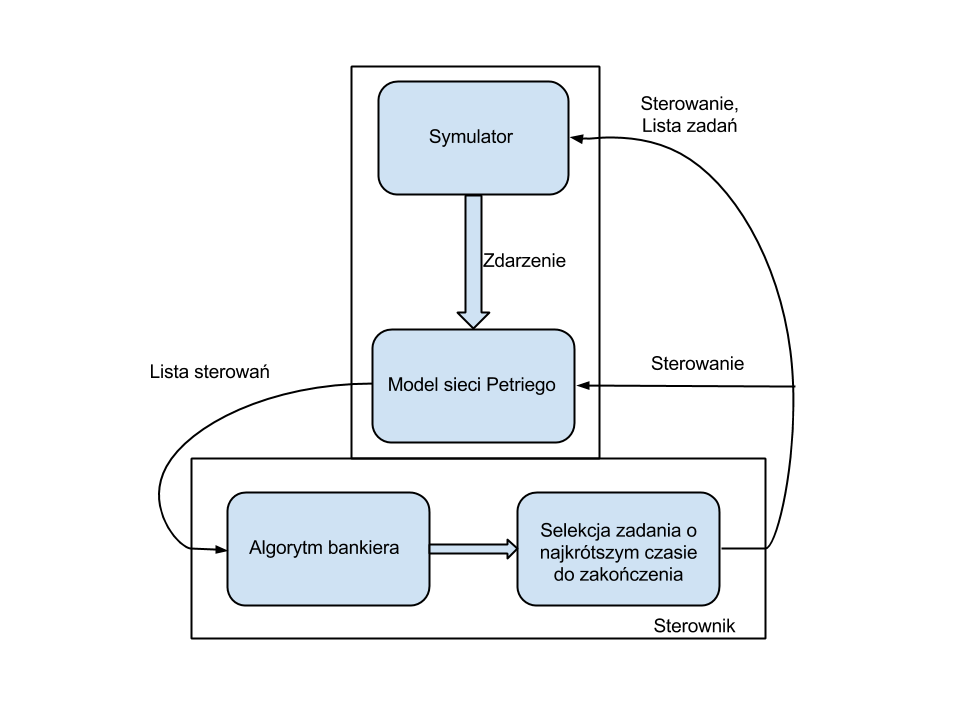 Sterowanie,
Lista zadań
Symulator
Zdarzenie
Sterowanie
Lista sterowań
Model sieci Petriego
Algorytm bankiera
Selekcja zadania o
najkrótszym czasie
do zakończenia
Sterownik